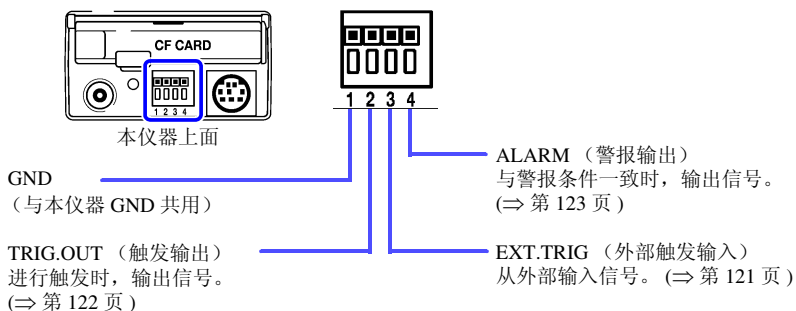 CF CARD
1 2 3 4
本仪器上面
1 2 3 4
GND
（与本仪器 GND 共用）
TRIG.OUT （触发输出）
进行触发时，输出信号。
(⇒ 第 122 页 )
ALARM （警报输出）
与警报条件一致时，输出信号。
(⇒ 第 123 页 )
EXT.TRIG （外部触发输入）
从外部输入信号。 (⇒ 第 121 页 )